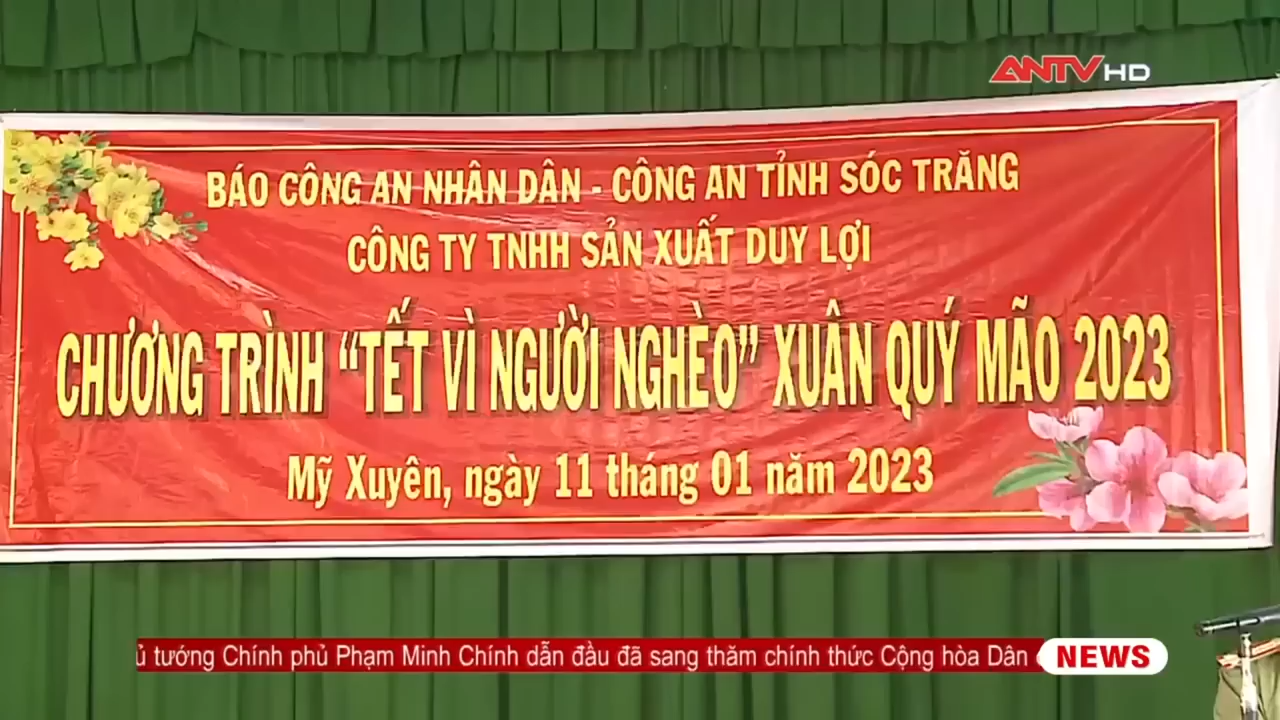 ANTV HD
BÁO CÔNG AN NHÂN DÂN - CÔNG AN TỈNH SÓC TRĂNG
CÔNG TY TNHH SẢN XUẤT DUY LỢI
CHƯƠNG TRÌNH “TẾT VÌ NGƯỜI NGHÈO” XUÂN QUÝ MÃO 2023
Mỹ Xuyên, ngày 11 tháng 01 năm 2023
tướng Chính phủ Phạm Minh Chính dẫn đầu đã sang thăm chính thức Cộng hòa Dân
NEWS